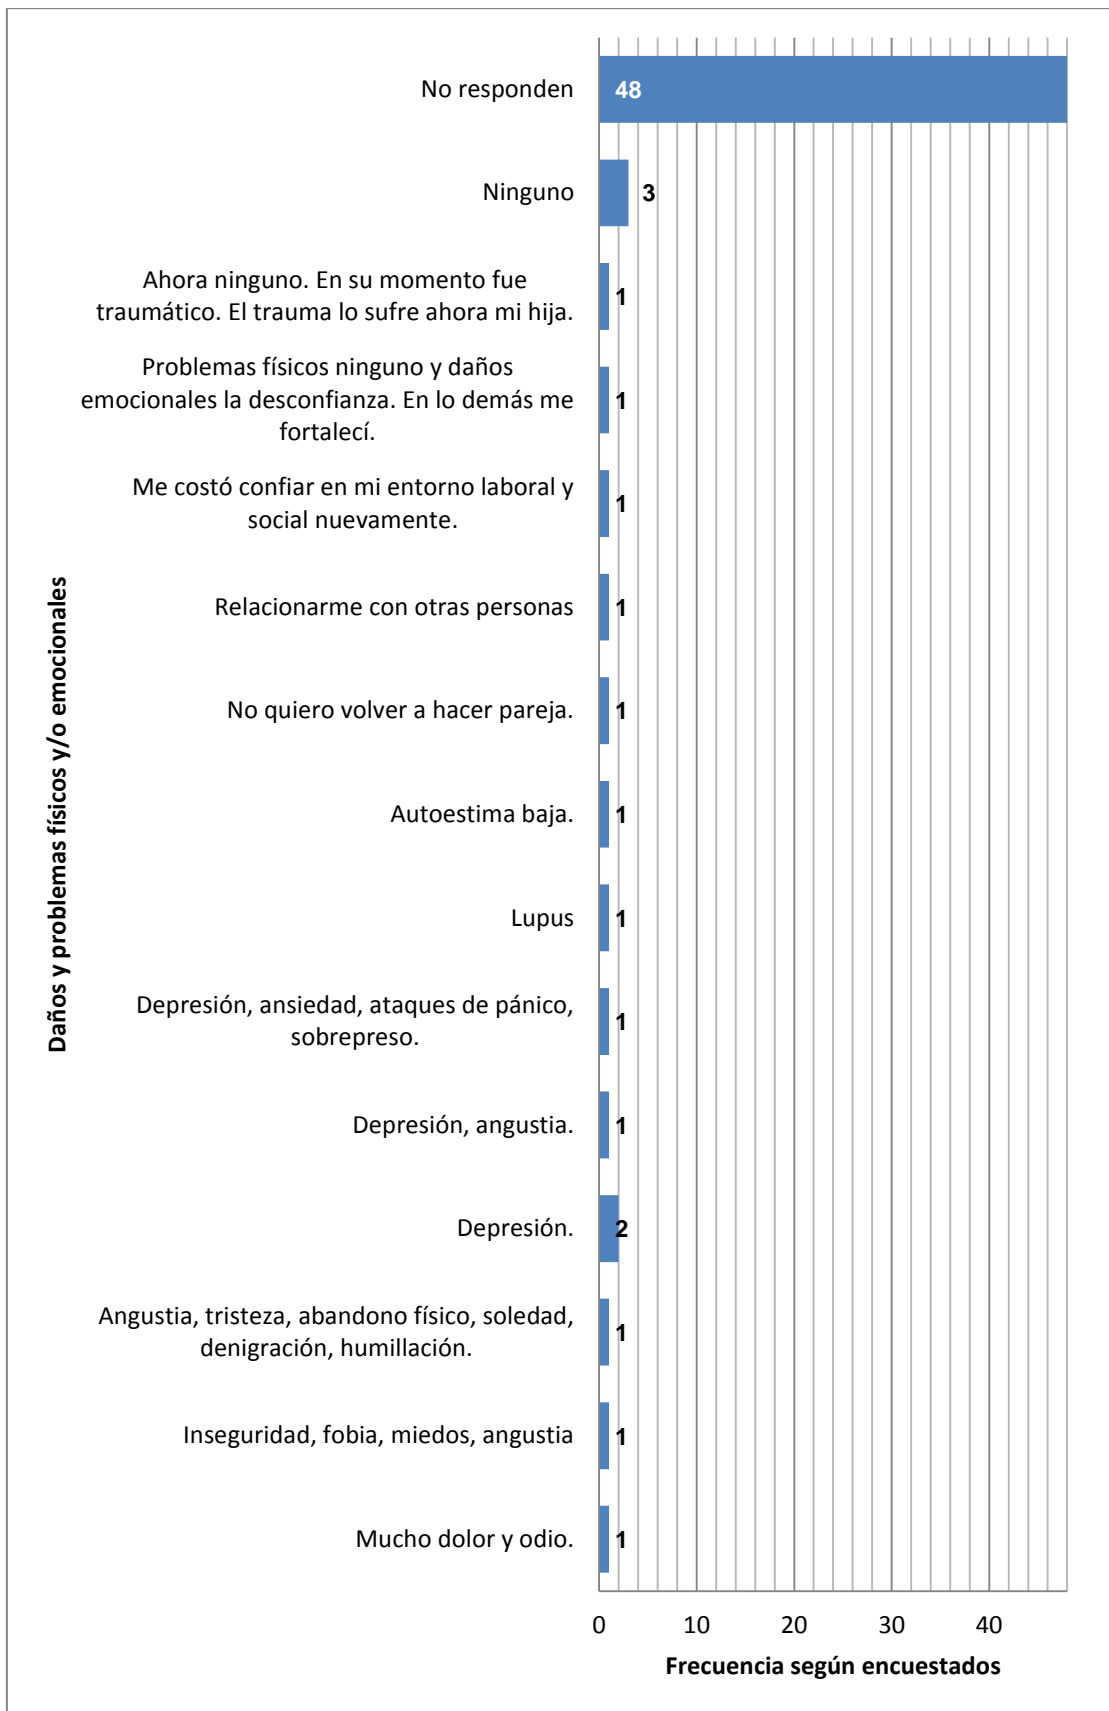 No responden
48
Ninguno
3
Ahora ninguno. En su momento fue
traumático. El trauma lo sufre ahora mi hija.
1
Problemas físicos ninguno y daños
emocionales la desconfianza. En lo demás me
fortalecí.
1
Me costó confiar en mi entorno laboral y
social nuevamente.
1
Relacionarme con otras personas
1
No quiero volver a hacer pareja.
1
Autoestima baja.
1
Lupus
1
Depresión, ansiedad, ataques de pánico,
sobrepreso.
1
Depresión, angustia.
1
Depresión.
2
Angustia, tristeza, abandono físico, soledad,
denigración, humillación.
1
Inseguridad, fobia, miedos, angustia
1
Mucho dolor y odio.
1
Daños y problemas físicos y/o emocionales
0 10 20 30 40
Frecuencia según encuestados